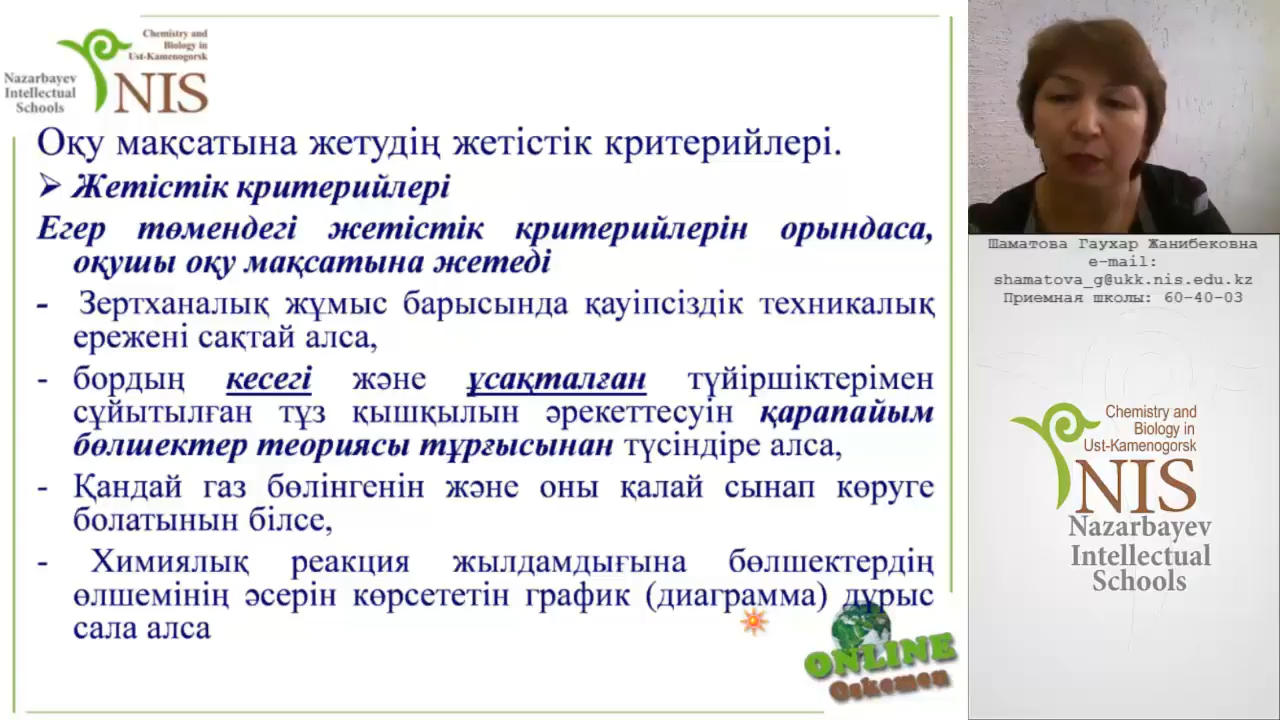 Chemistry and
Biology in
Ust-Kamenogorsk
NIS
Nazarbayev
Intellectual
Schools
Оқу мақсатына жетудің жетістік критерийлері.
➢ Жетістік критерийлері
Егер төмендегі жетістік критерийлерін орындаса,
оқушы оқу мақсатына жетеді
- Зертханалық жұмыс барысында қауіпсіздік техникалық
ережені сақтай алса,
- бордың кесегі және ұсақталған түйіршіктерімен
сұйытылған тұз қышқылын әрекеттесуін қарапайым
бөлшектер теориясы тұрғысынан түсіндіре алса,
- Қандай газ бөлінгенін және оны қалай сынап көруге
болатынын білсе,
- Химиялық реакция жылдамдығына бөлшектердің
өлшемінің әсерін көрсететін график (диаграмма) дұрыс
сала алса
ONLINE
Oskemen
Шаматова Гаухар Жанибековна
e-mail:
shamatova_g@ukk.nis.edu.kz
Приемная школы: 60-40-03
Chemistry and
Biology in
Ust-Kamenogorsk
NIS
Nazarbayev
Intellectual
Schools